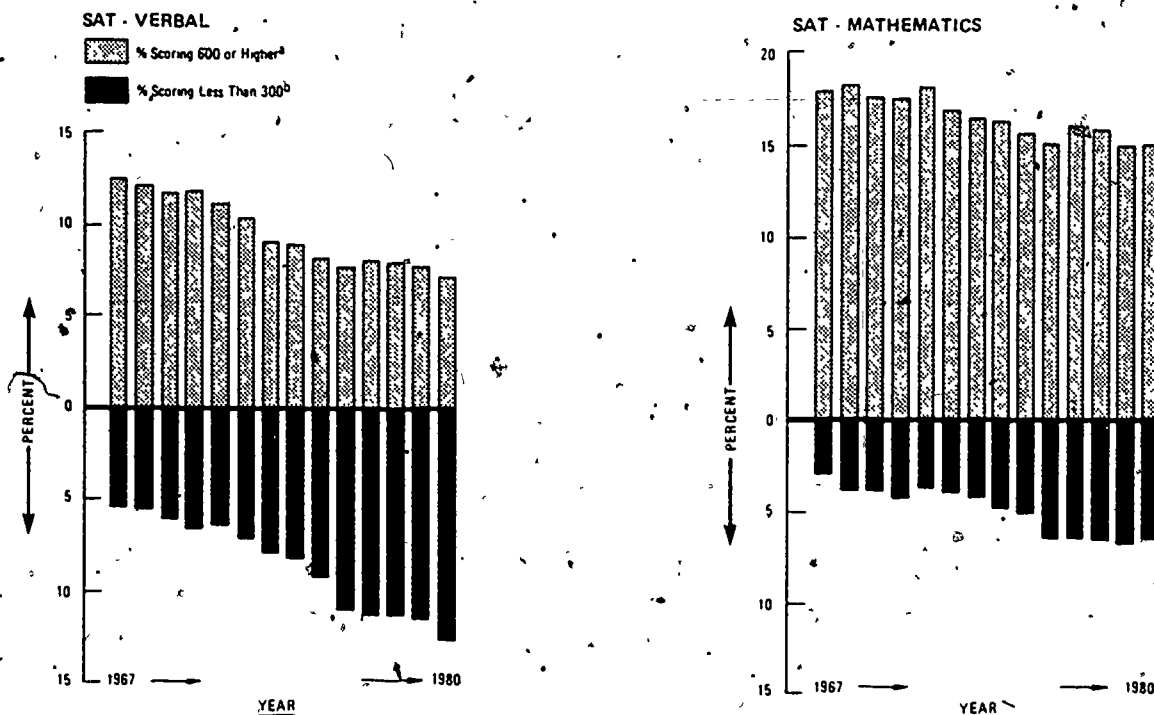 SAT - VERBAL
% Scoring 600 or Higher a
% Scoring Less Than 300 b
15
10
5
0
5
10
15
PERCENT
1967
1980
YEAR
SAT - MATHEMATICS
20
15
10
5
0
5
10
15
PERCENT
1967
1980
YEAR